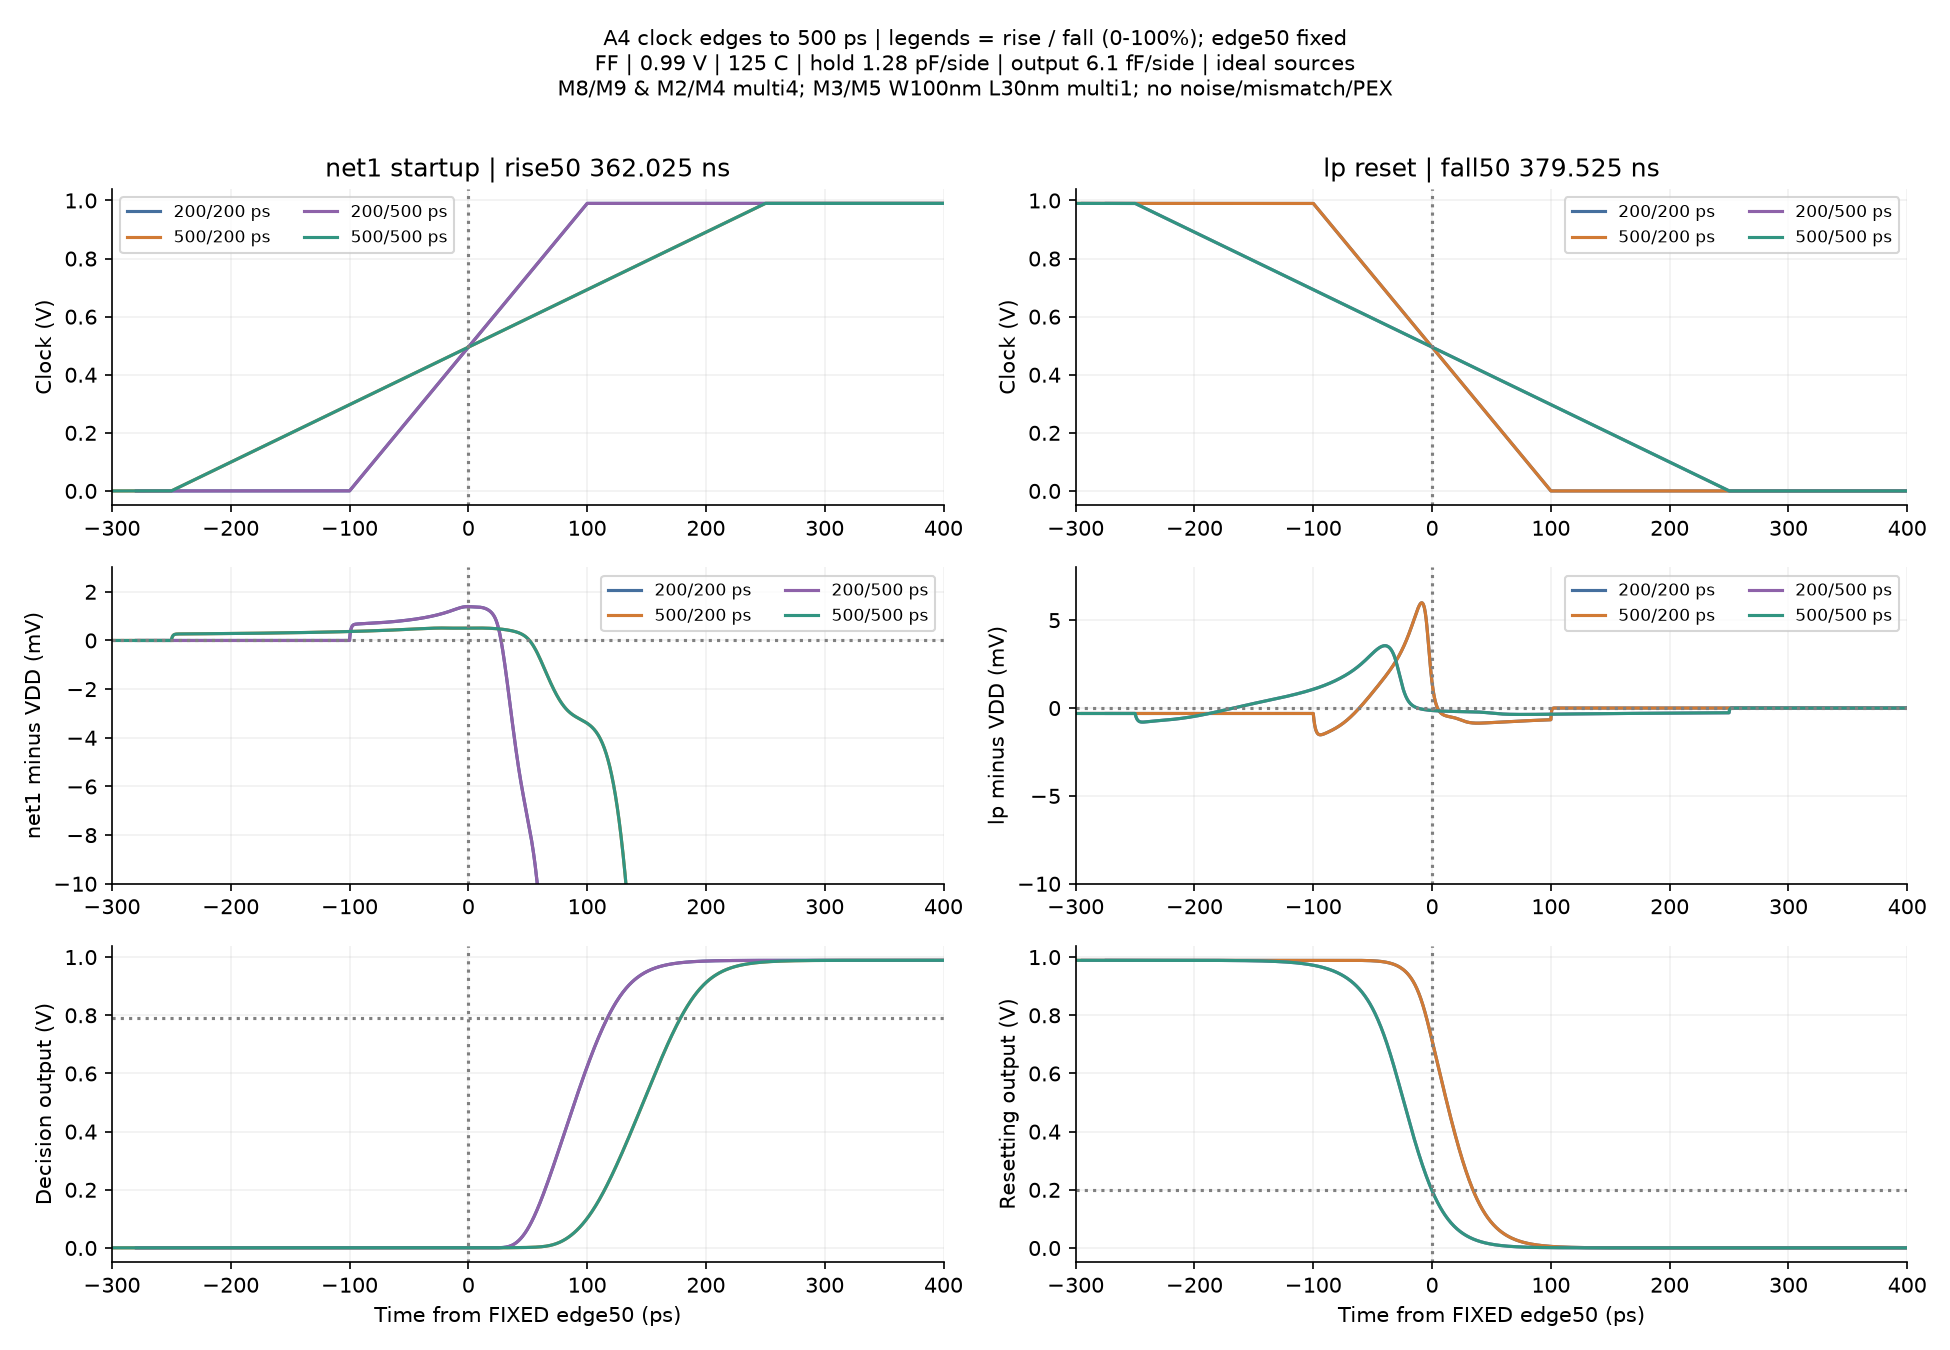 A4 clock edges to 500 ps | legends = rise / fall (0-100%); edge50 fixed
FF | 0.99 V | 125 C | hold 1.28 pF/side | output 6.1 fF/side | ideal sources
M8/M9 & M2/M4 multi4; M3/M5 W100nm L30nm multi1; no noise/mismatch/PEX
net1 startup | rise50 362.025 ns
Clock (V)
1.0
0.8
0.6
0.4
0.2
0.0
200/200 ps
500/200 ps
200/500 ps
500/500 ps
−300 −200 −100 0 100 200 300 400
lp reset | fall50 379.525 ns
Clock (V)
1.0
0.8
0.6
0.4
0.2
0.0
200/200 ps
500/200 ps
200/500 ps
500/500 ps
−300 −200 −100 0 100 200 300 400
net1 minus VDD (mV)
2
0
−2
−4
−6
−8
−10
200/200 ps
500/200 ps
200/500 ps
500/500 ps
−300 −200 −100 0 100 200 300 400
lp minus VDD (mV)
5
0
−5
−10
200/200 ps
500/200 ps
200/500 ps
500/500 ps
−300 −200 −100 0 100 200 300 400
Decision output (V)
1.0
0.8
0.6
0.4
0.2
0.0
−300 −200 −100 0 100 200 300 400
Time from FIXED edge50 (ps)
Resetting output (V)
1.0
0.8
0.6
0.4
0.2
0.0
−300 −200 −100 0 100 200 300 400
Time from FIXED edge50 (ps)